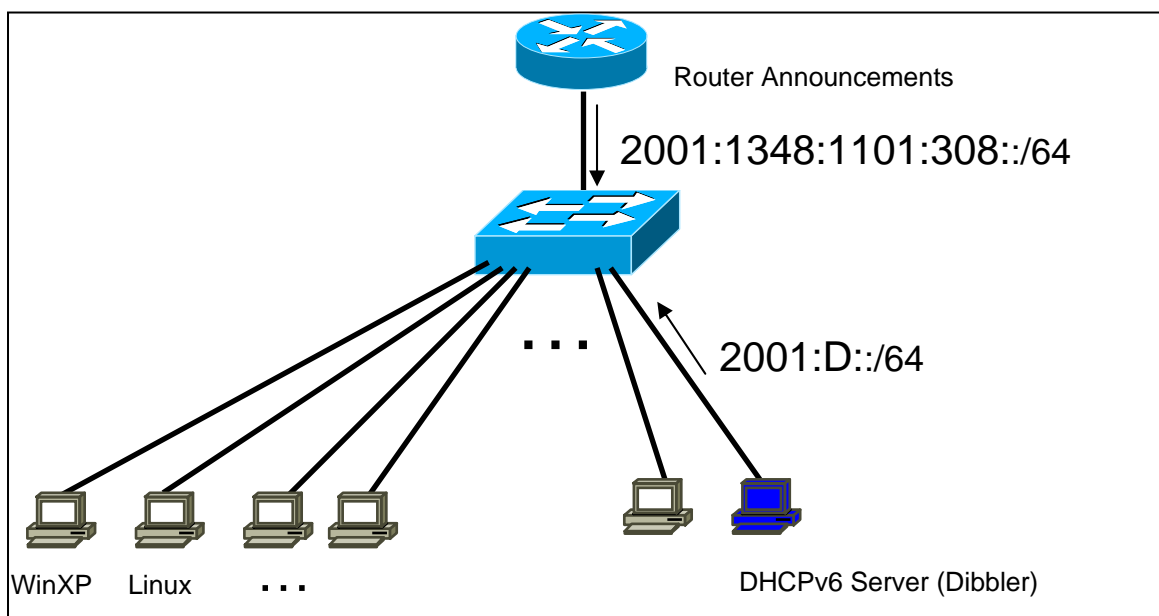 Router Announcements
2001:1348:1101:308::/64
...
2001:D::/64
WinXP Linux ...
DHCPv6 Server (Dibbler)